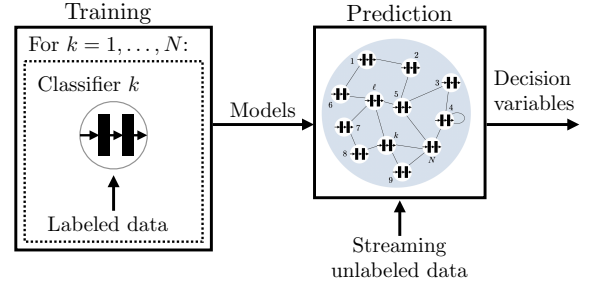 Training
For k = 1, . . . , N:
Classifier k
Labeled data
Models
Prediction
1
2
3
4
5
6
ℓ
7
8
k
9
N
Streaming
unlabeled data
Decision
variables